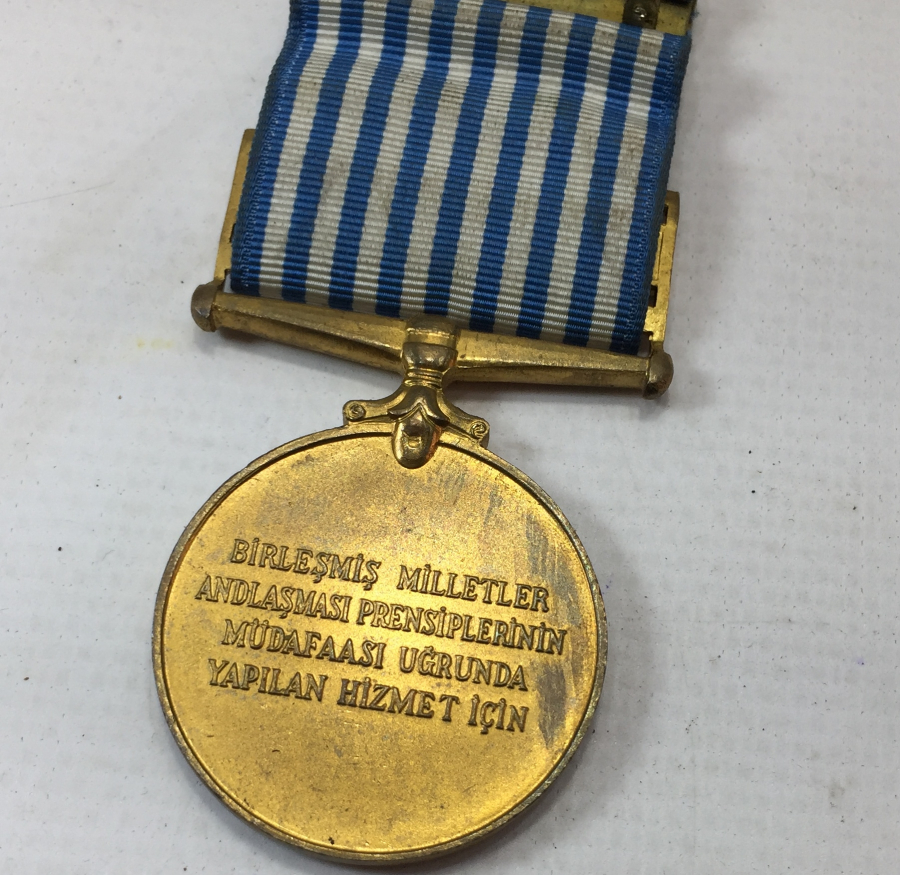 BİRLEŞMİŞ MİLLETLER
ANDLAŞMASI PRENSİPLERİNİN
MÜDAFAASI UĞRUNDA
YAPILAN HİZMET İÇİN